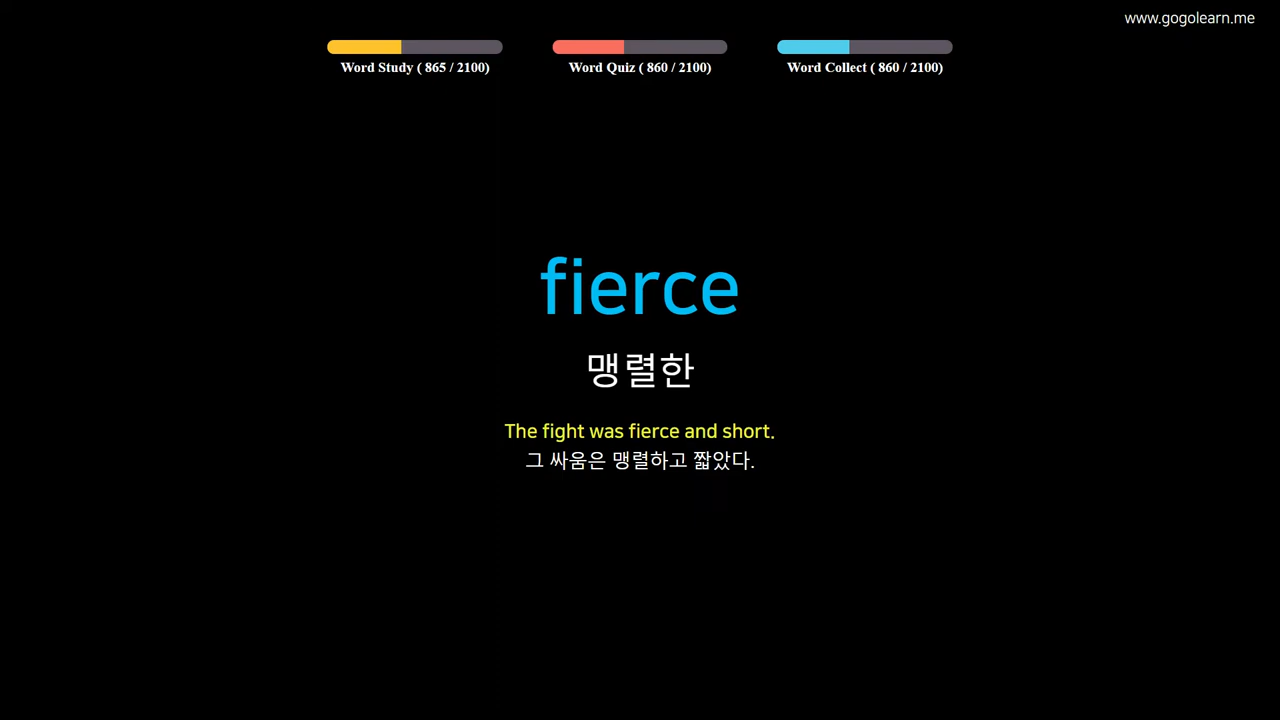 www.gogolearn.me
Word Study ( 865 / 2100)
Word Quiz ( 860 / 2100)
Word Collect ( 860 / 2100)
fierce
맹렬한
The fight was fierce and short.
그 싸움은 맹렬하고 짧았다.